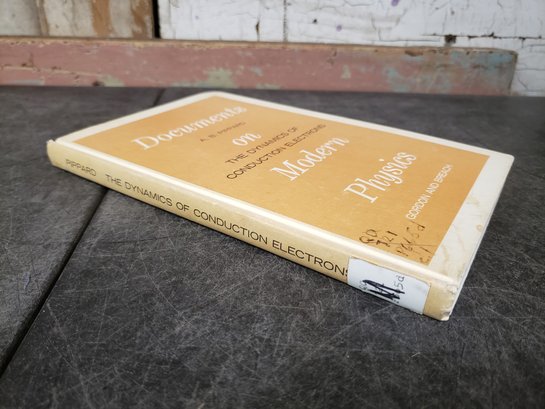 Documents
on
Modern
Physics
A. B. PIPPARD
THE DYNAMICS OF
CONDUCTION ELECTRONS
GORDON AND BREACH
PIPPARD THE DYNAMICS OF CONDUCTION ELECTRONS
5d